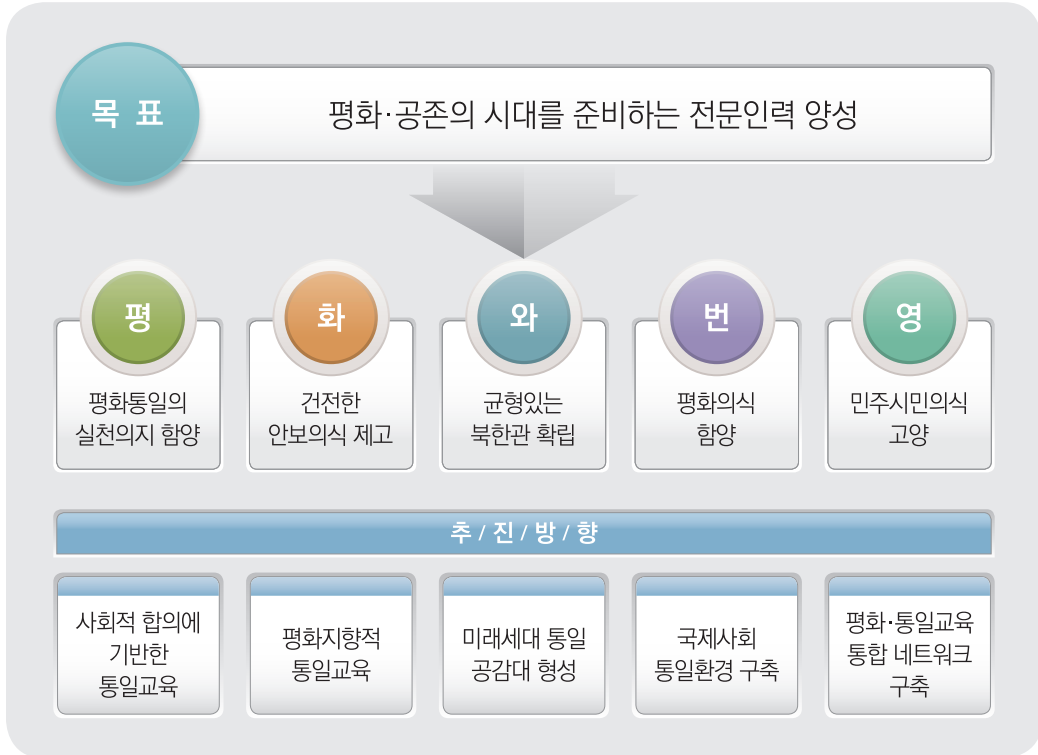 목 표
평화·공존의 시대를 준비하는 전문인력 양성
평
화
와
번
영
평화통일의
실천의지 함양
건전한
안보의식 제고
균형있는
북한관 확립
평화의식
함양
민주시민의식
고양
추 / 진 / 방 / 향
사회적 합의에
기반한
통일교육
평화지향적
통일교육
미래세대 통일
공감대 형성
국제사회
통일환경 구축
평화·통일교육
통합 네트워크
구축